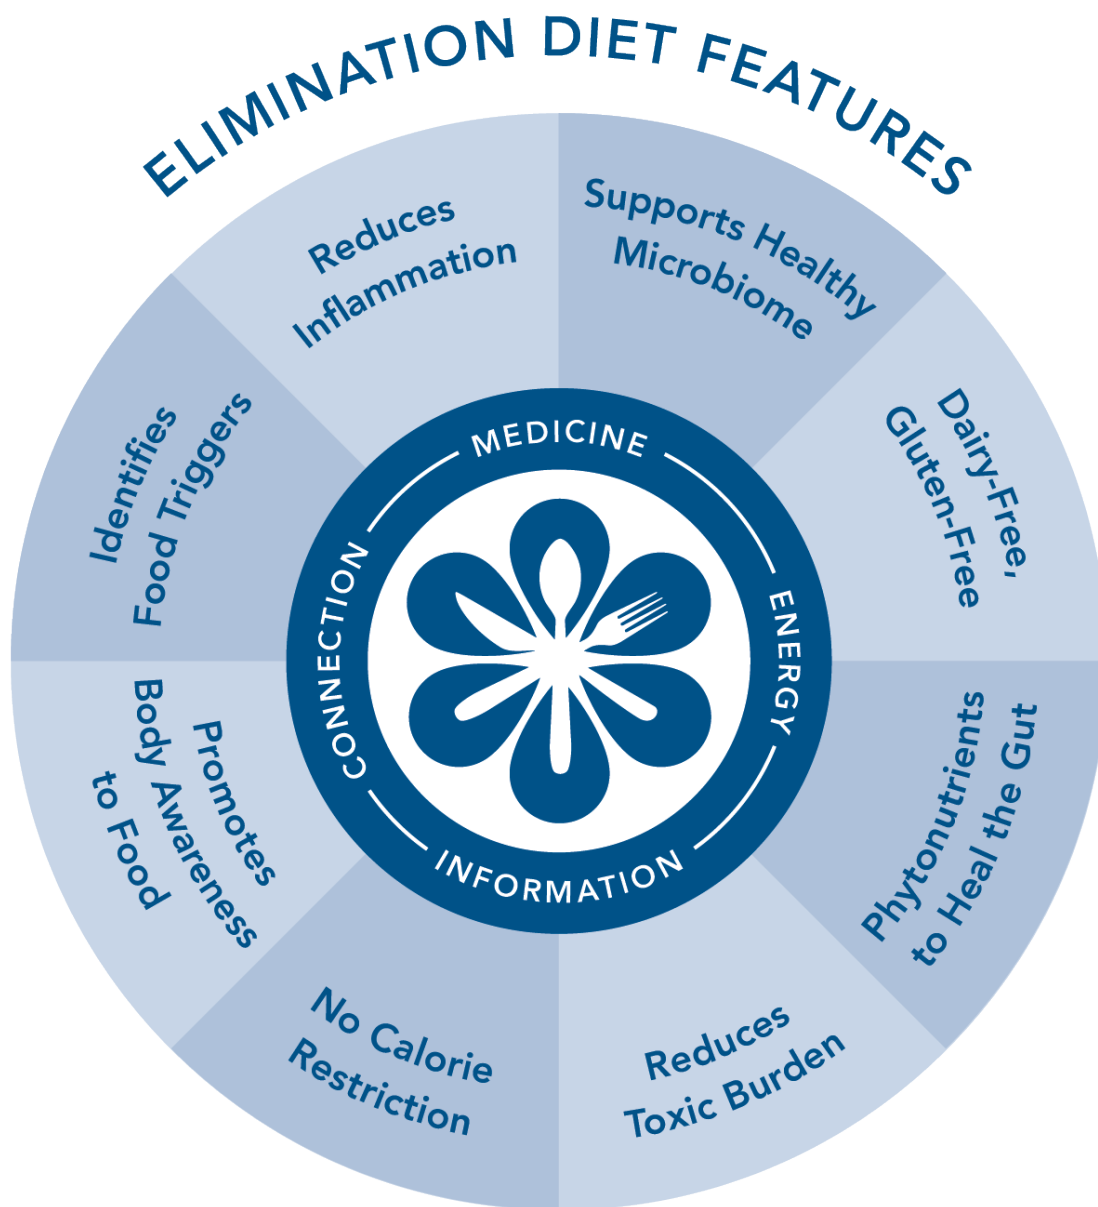 ELIMINATION DIET FEATURES
Supports Healthy
Microbiome
Dairy-Free,
Gluten-Free
Phytonutrients
to Heal the Gut
Reduces
Toxic Burden
No Calorie
Restriction
Promotes
Body Awareness
to Food
Identifies
Food Triggers
Reduces
Inflammation
MEDICINE
ENERGY
INFORMATION
CONNECTION